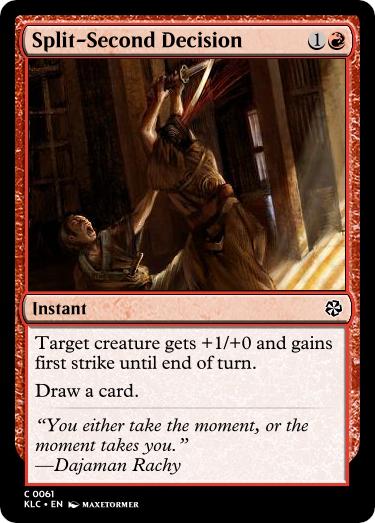 Split-Second Decision 1
Instant
Target creature gets +1/+0 and gains
first strike until end of turn.
Draw a card.
"You either take the moment, or the
moment takes you."
—Dajaman Rachy
C 0061
KLC • EN MAXETORMER